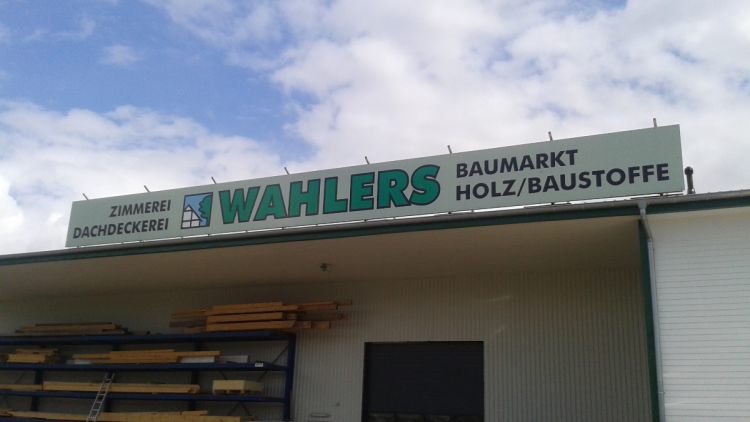 ZIMMEREI
DACHDECKEREI
WAHLERS
BAUMARKT
HOLZ/BAUSTOFFE